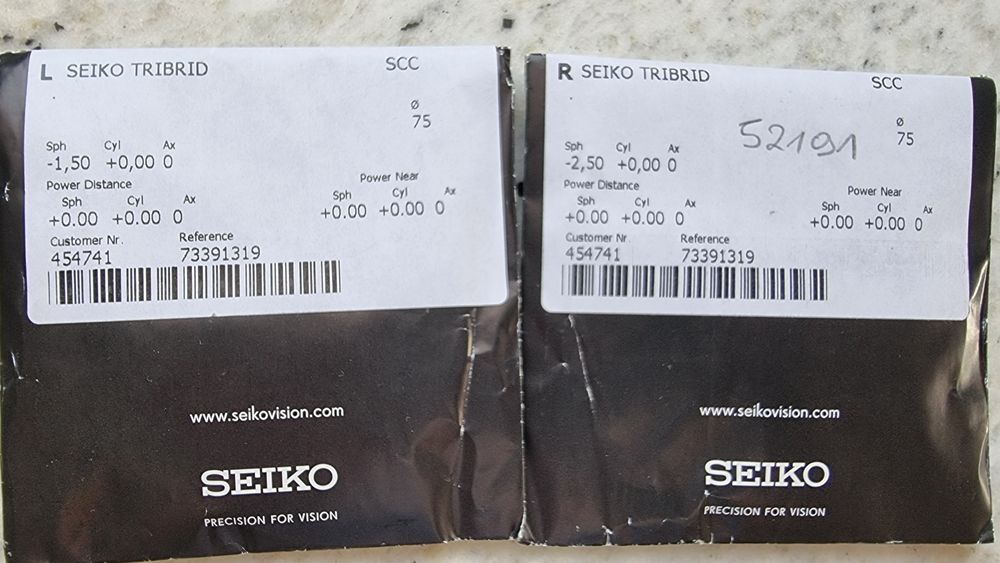 L SEIKO TRIBRID SCC
Ø
75
Sph Cyl Ax
-1,50 +0,00 0
Power Distance Power Near
Sph Cyl Ax Sph Cyl Ax
+0.00 +0.00 0 +0.00 +0.00 0
Customer Nr. Reference
454741 73391319
www.seikovision.com
SEIKO
PRECISION FOR VISION
R SEIKO TRIBRID SCC
52191
Ø
75
Sph Cyl Ax
-2,50 +0,00 0
Power Distance Power Near
Sph Cyl Ax Sph Cyl Ax
+0.00 +0.00 0 +0.00 +0.00 0
Customer Nr. Reference
454741 73391319
www.seikovision.com
SEIKO
PRECISION FOR VISION